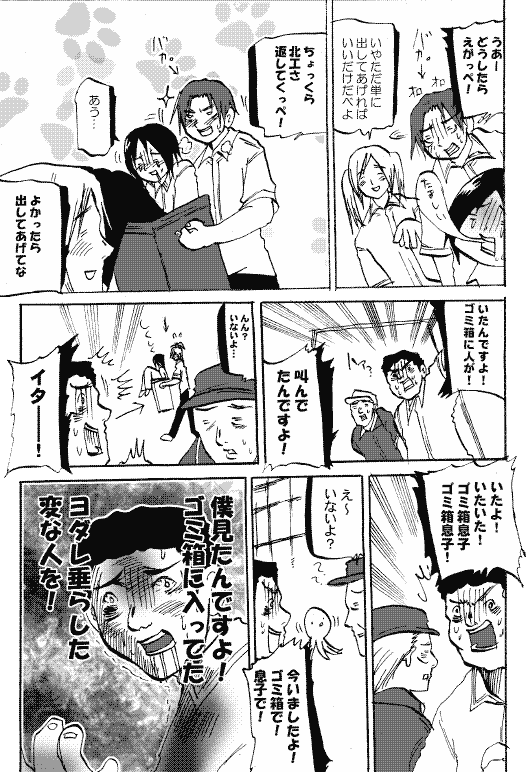 うあー
どうしたら
えがっぺ！
いやただ単に
出してあげれば
いいだけだべよ
オロ
オロ
ちょっくら
北工さ
返してくっぺ！
あう…
よかったら
出してあげてな
いたんですよ！
ゴミ箱に人が！
叫んで
たんですよ！
んん？
いないよ…
イター——！
いたよ！
いたいた！
ゴミ箱息子！
ゴミ箱息子！
え〜
いないよ？
今いましたよ！
ゴミ箱で！
息子で！
僕見たんですよ！
ゴミ箱に入ってた
ヨダレ垂らした
変な人を！